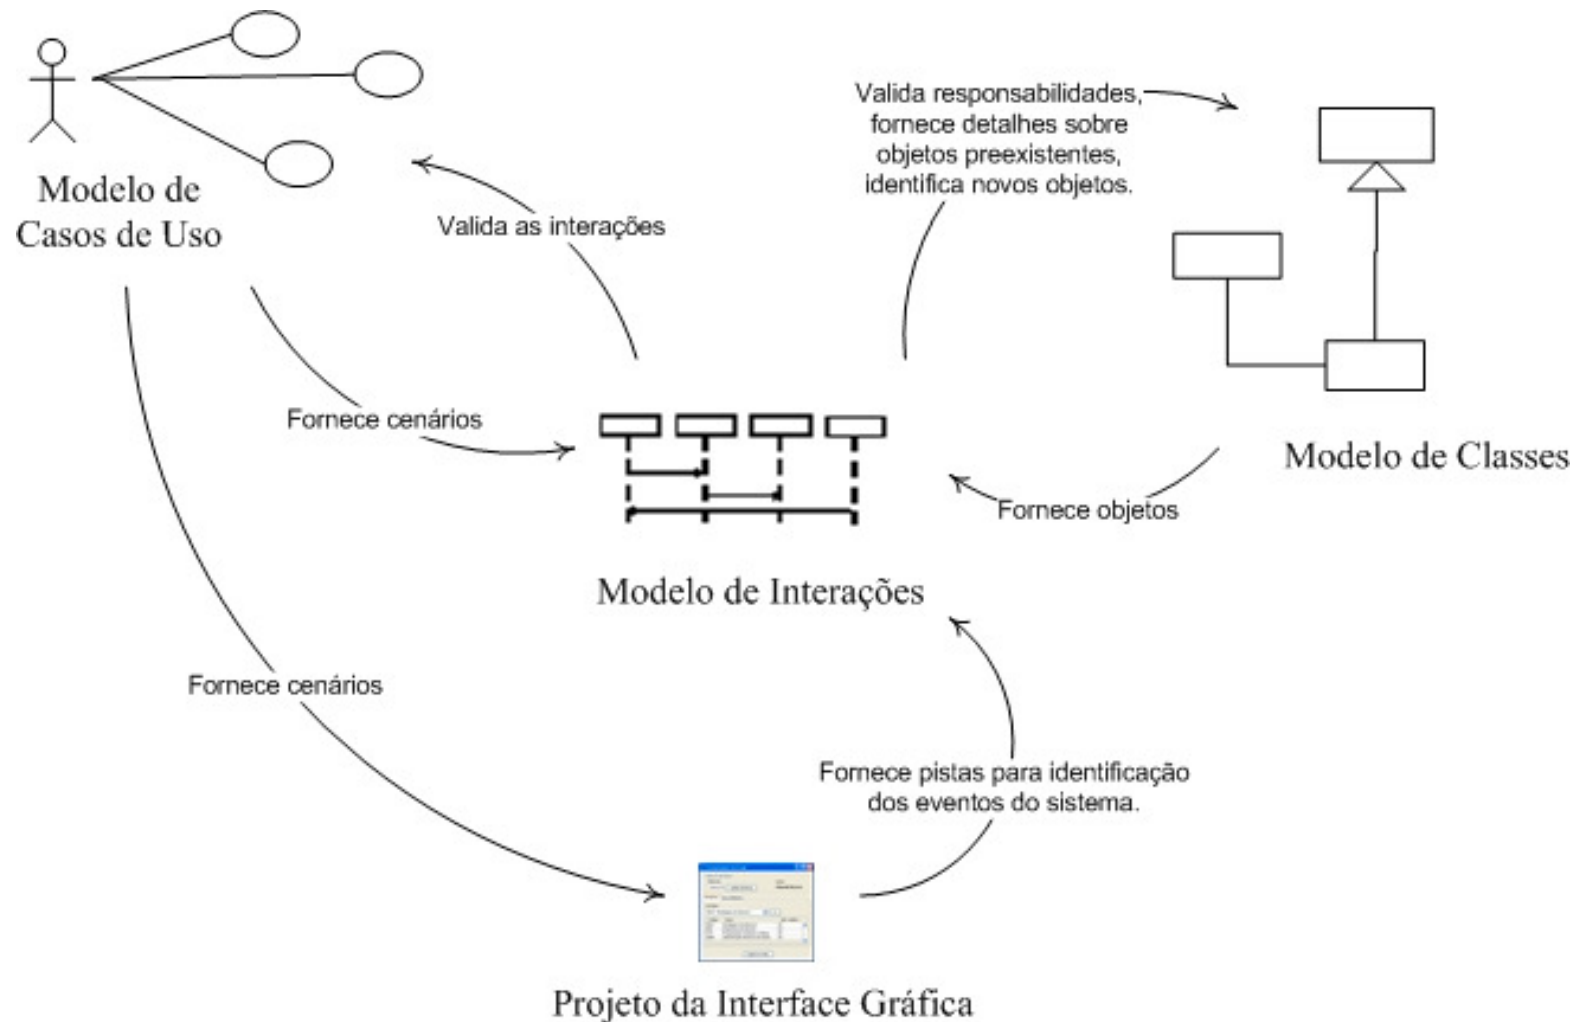 Modelo de
Casos de Uso
Valida as interações
Valida responsabilidades,
fornece detalhes sobre
objetos preexistentes,
identifica novos objetos.
Fornece cenários
Modelo de Classes
Fornece objetos
Modelo de Interações
Fornece cenários
Fornece pistas para identificação
dos eventos do sistema.
Projeto da Interface Gráfica